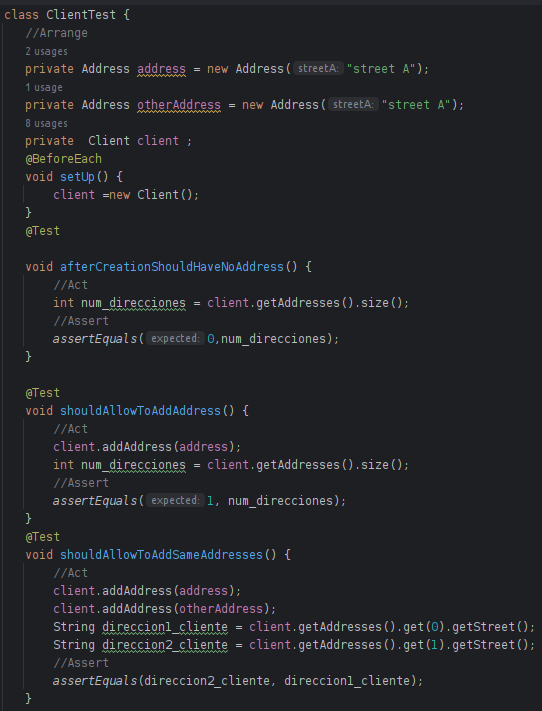 class ClientTest {
    //Arrange
    2 usages
    private Address address = new Address( streetA: "street A");
    1 usage
    private Address otherAddress = new Address( streetA: "street A");
    8 usages
    private  Client client ;
    @BeforeEach
    void setUp() {
        client =new Client();
    }
    @Test

    void afterCreationShouldHaveNoAddress() {
        //Act
        int num_direcciones = client.getAddresses().size();
        //Assert
        assertEquals( expected: 0,num_direcciones);
    }

    @Test
    void shouldAllowToAddAddress() {
        //Act
        client.addAddress(address);
        int num_direcciones = client.getAddresses().size();
        //Assert
        assertEquals( expected: 1, num_direcciones);
    }
    @Test
    void shouldAllowToAddSameAddresses() {
        //Act
        client.addAddress(address);
        client.addAddress(otherAddress);
        String direccion1_cliente = client.getAddresses().get(0).getStreet();
        String direccion2_cliente = client.getAddresses().get(1).getStreet();
        //Assert
        assertEquals(direccion2_cliente, direccion1_cliente);
    }